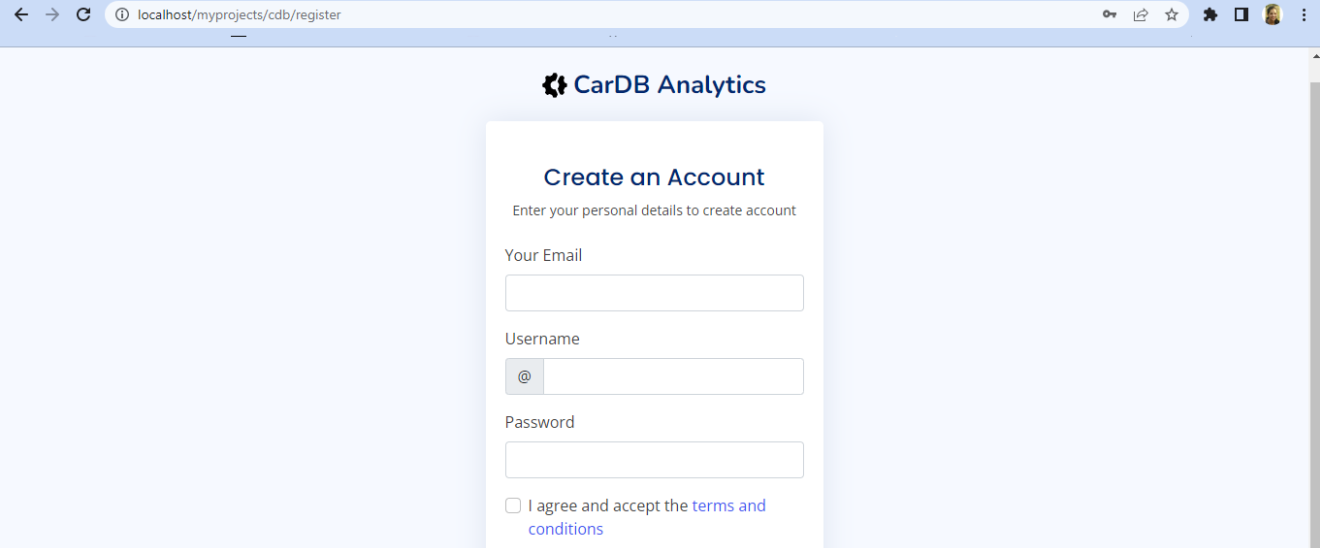 localhost/myprojects/cdb/register
CarDB Analytics
Create an Account
Enter your personal details to create account
Your Email
Username
@
Password
I agree and accept the terms and
conditions